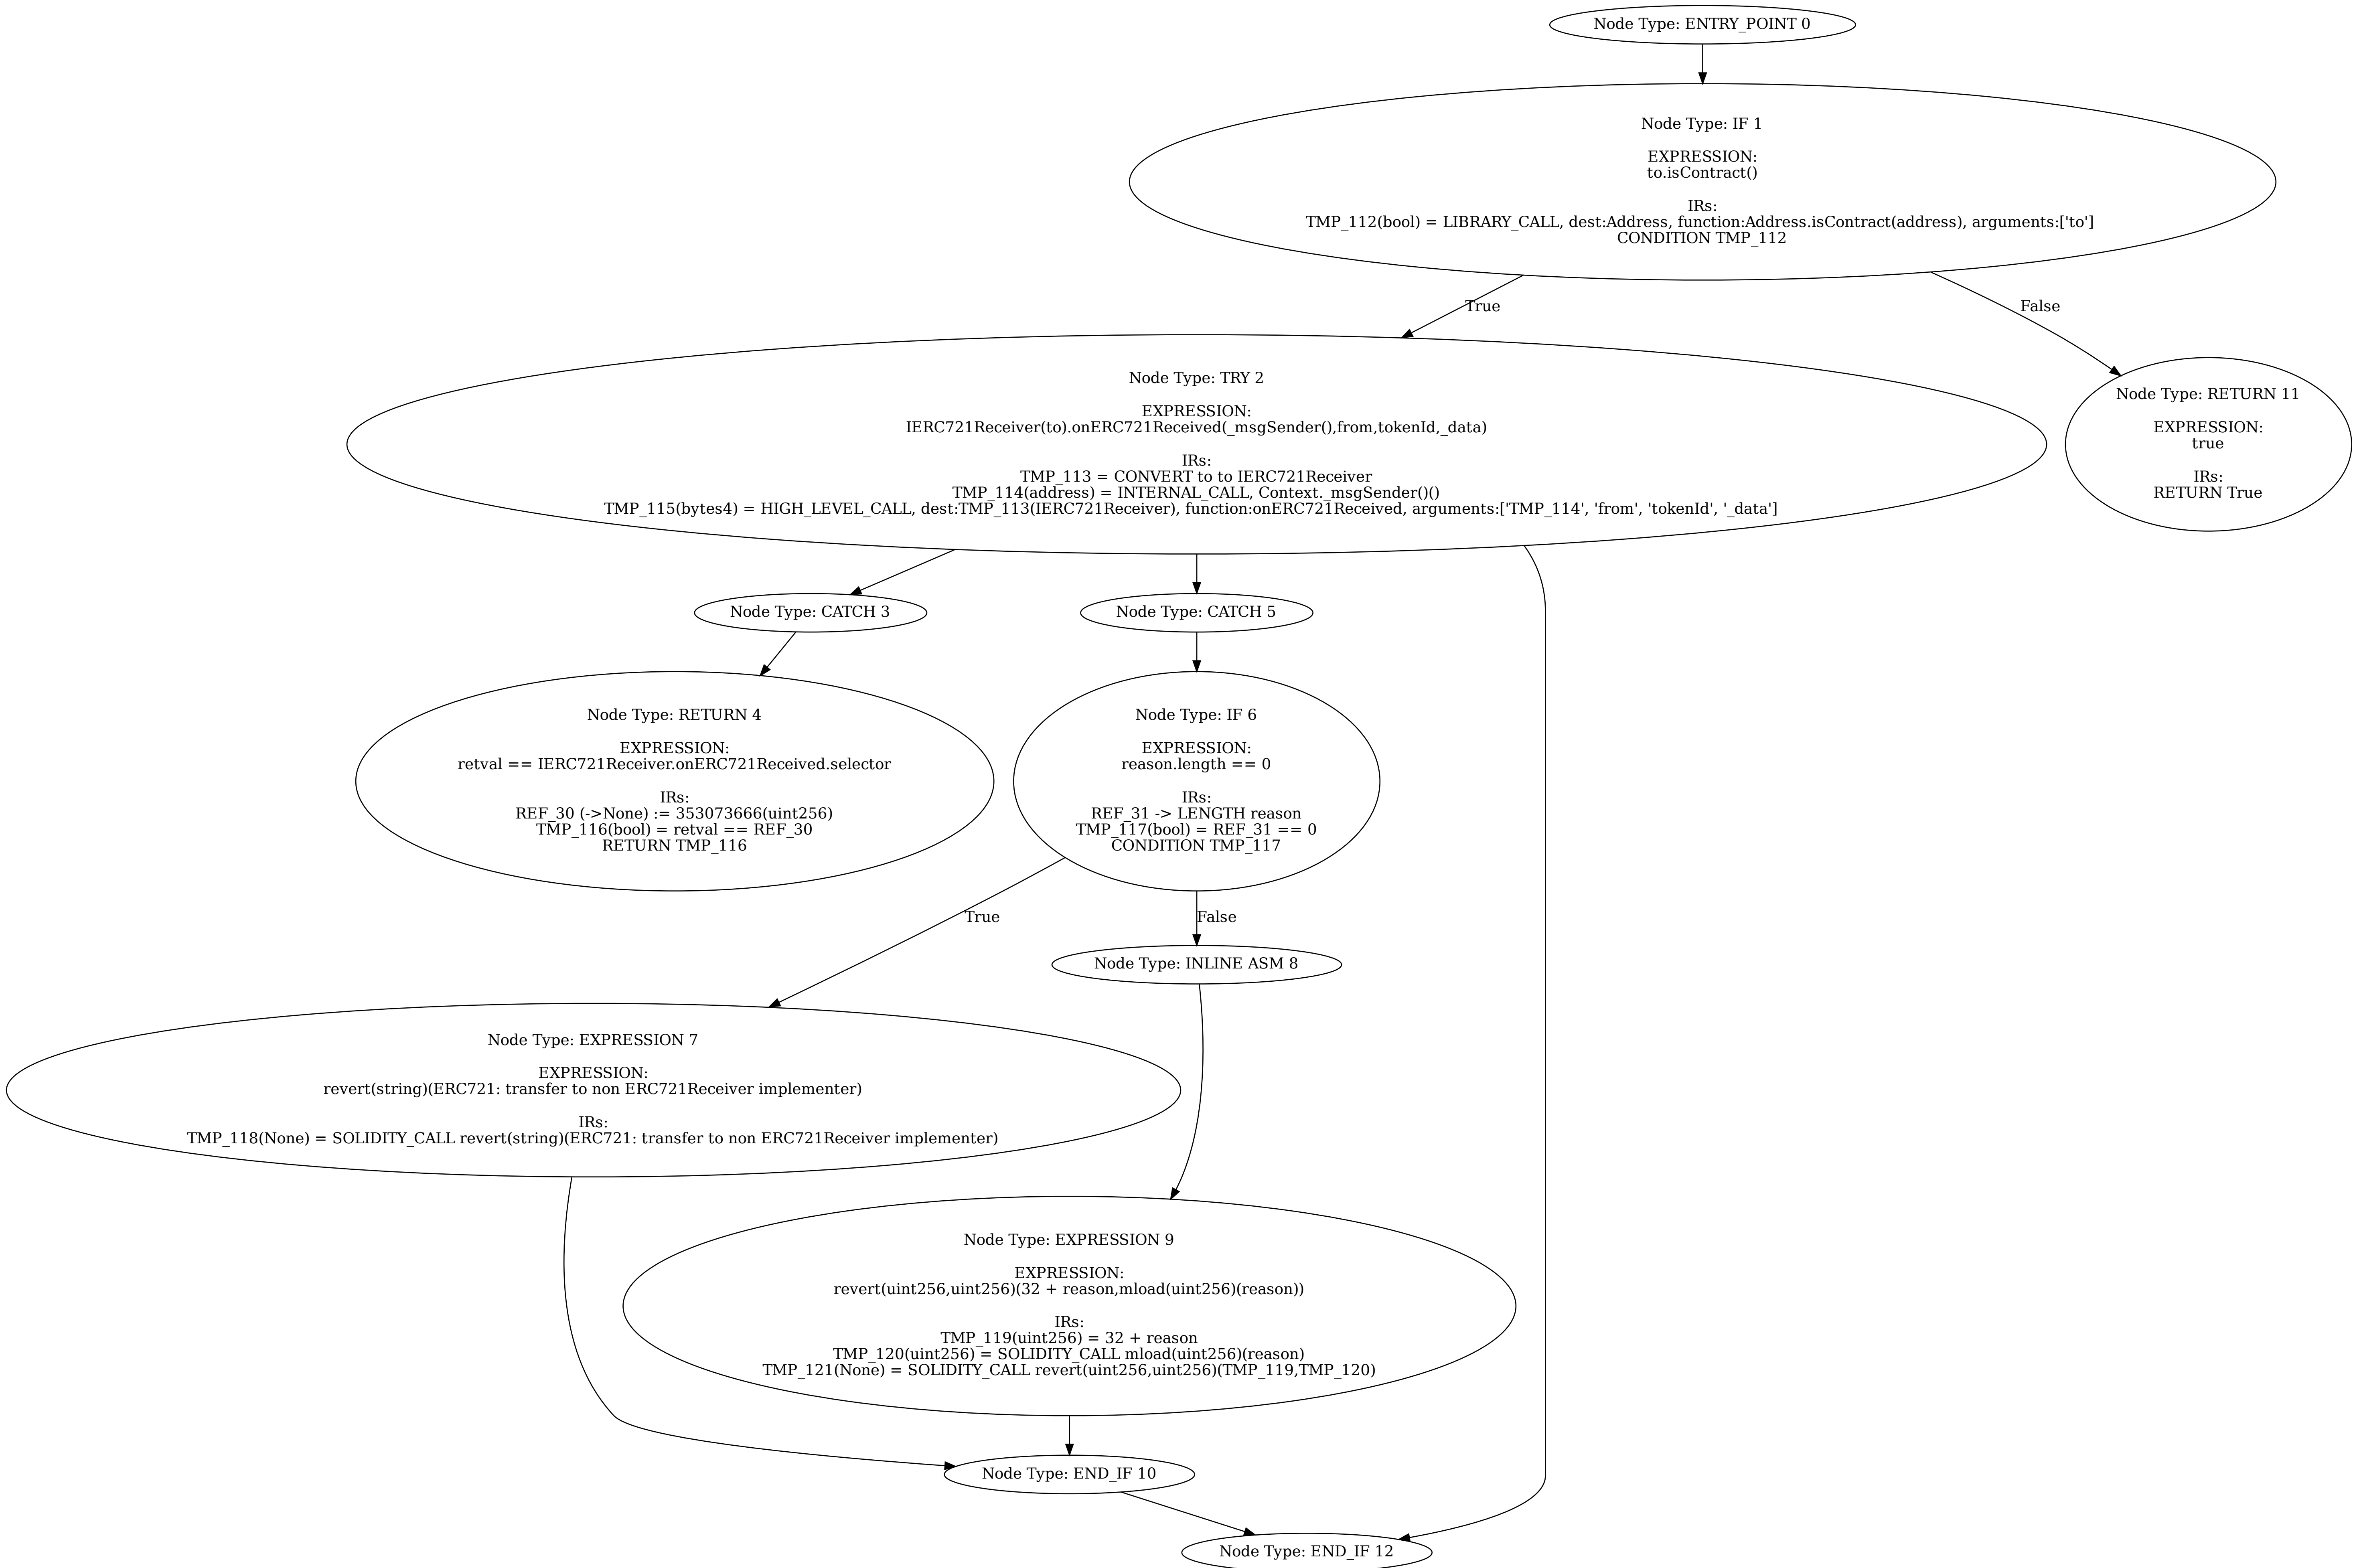 Node Type: ENTRY_POINT 0
Node Type: IF 1
EXPRESSION:
to.isContract()
IRs:
TMP_112(bool) = LIBRARY_CALL, dest:Address, function:Address.isContract(address), arguments:['to']
CONDITION TMP_112
True
False
Node Type: TRY 2
EXPRESSION:
IERC721Receiver(to).onERC721Received(_msgSender(),from,tokenId,_data)
IRs:
TMP_113 = CONVERT to to IERC721Receiver
TMP_114(address) = INTERNAL_CALL, Context._msgSender()()
TMP_115(bytes4) = HIGH_LEVEL_CALL, dest:TMP_113(IERC721Receiver), function:onERC721Received, arguments:['TMP_114', 'from', 'tokenId', '_data']
Node Type: RETURN 11
EXPRESSION:
true
IRs:
RETURN True
Node Type: CATCH 3
Node Type: CATCH 5
Node Type: RETURN 4
EXPRESSION:
retval == IERC721Receiver.onERC721Received.selector
IRs:
REF_30 (->None) := 353073666(uint256)
TMP_116(bool) = retval == REF_30
RETURN TMP_116
Node Type: IF 6
EXPRESSION:
reason.length == 0
IRs:
REF_31 -> LENGTH reason
TMP_117(bool) = REF_31 == 0
CONDITION TMP_117
True
False
Node Type: INLINE ASM 8
Node Type: EXPRESSION 7
EXPRESSION:
revert(string)(ERC721: transfer to non ERC721Receiver implementer)
IRs:
TMP_118(None) = SOLIDITY_CALL revert(string)(ERC721: transfer to non ERC721Receiver implementer)
Node Type: EXPRESSION 9
EXPRESSION:
revert(uint256,uint256)(32 + reason,mload(uint256)(reason))
IRs:
TMP_119(uint256) = 32 + reason
TMP_120(uint256) = SOLIDITY_CALL mload(uint256)(reason)
TMP_121(None) = SOLIDITY_CALL revert(uint256,uint256)(TMP_119,TMP_120)
Node Type: END_IF 10
Node Type: END_IF 12